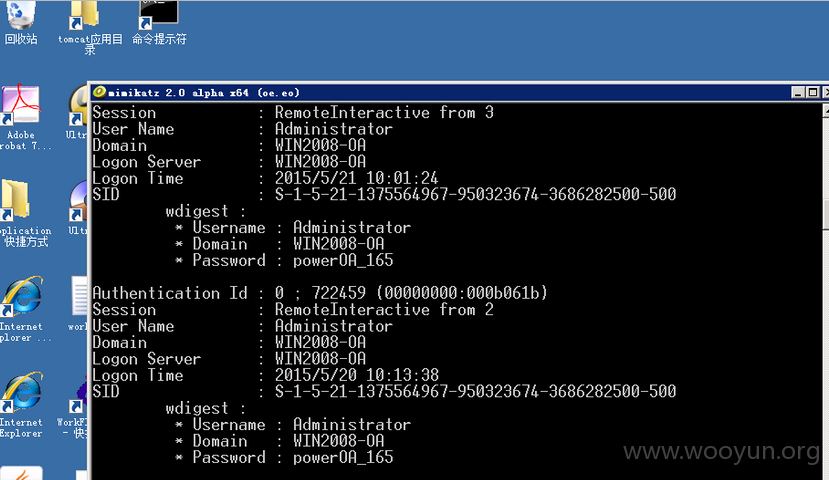 回收站
tomcat应用目录
命令提示符
mimikatz 2.0 alpha x64 (oe.eo)
Session : RemoteInteractive from 3
User Name : Administrator
Domain : WIN2008-OA
Logon Server : WIN2008-OA
Logon Time : 2015/5/21 10:01:24
SID : S-1-5-21-1375564967-950323674-3686282500-500
wdigest :
* Username : Administrator
* Domain : WIN2008-OA
* Password : powerOA_165
Authentication Id : 0 ; 722459 (00000000:000b061b)
Session : RemoteInteractive from 2
User Name : Administrator
Domain : WIN2008-OA
Logon Server : WIN2008-OA
Logon Time : 2015/5/20 10:13:38
SID : S-1-5-21-1375564967-950323674-3686282500-500
wdigest :
* Username : Administrator
* Domain : WIN2008-OA
* Password : powerOA_165
Adobe
robat 7...
Ult
pplication
快捷方式
Ult
Internet
plorer ...
wor
Internet
Explorer
WorkF
- 快
www.wooyun.org